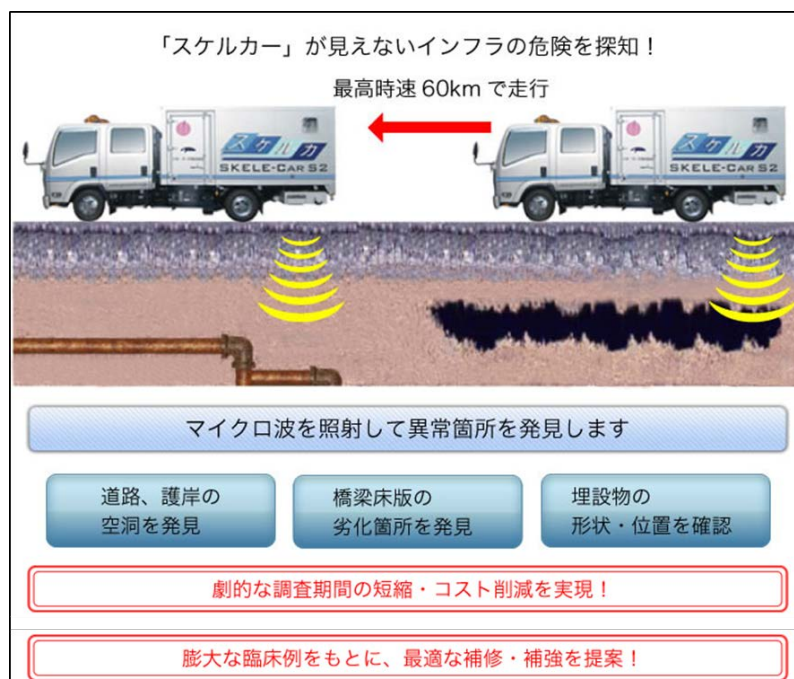 「スケルカー」が見えないインフラの危険を探知！
最高時速 60km で走行
スケルカ
SKELE-CAR S2
スケルカ
SKELE-CAR S2
マイクロ波を照射して異常箇所を発見します
道路、護岸の
空洞を発見
橋梁床版の
劣化箇所を発見
埋設物の
形状・位置を確認
劇的な調査期間の短縮・コスト削減を実現！
膨大な臨床例をもとに、最適な補修・補強を提案！